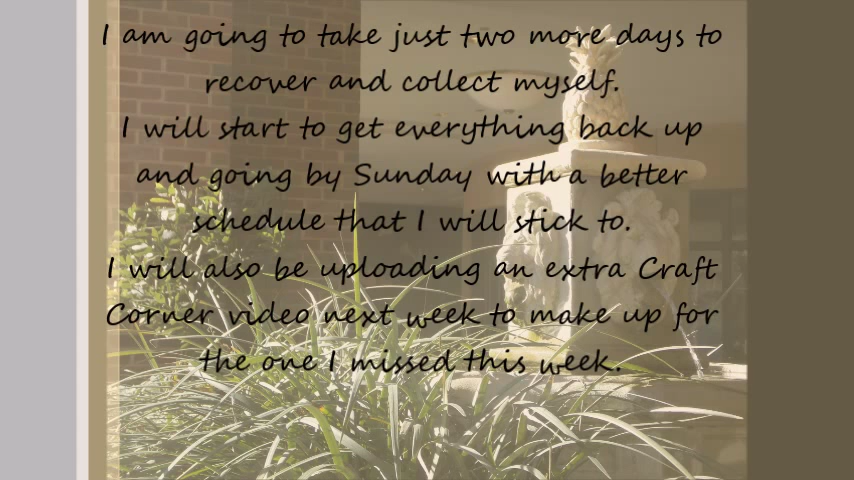 I am going to take just two more days to
recover and collect myself.
I will start to get everything back up
and going by Sunday with a better
schedule that I will stick to.
I will also be uploading an extra Craft
Corner video next week to make up for
the one I missed this week.